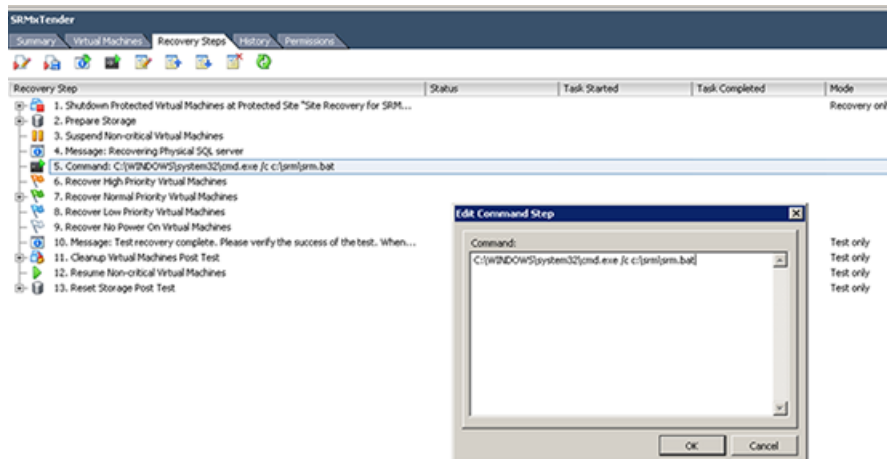 SRMxTender
Summary Virtual Machines Recovery Steps History Permissions
Recovery Step Status Task Started Task Completed Mode
1. Shutdown Protected Virtual Machines at Protected Site "Site Recovery for SRM... Recovery onl
2. Prepare Storage
3. Suspend Non-critical Virtual Machines
4. Message: Recovering Physical SQL server
5. Command: C:\WINDOWS\system32\cmd.exe /c c:\srm\srm.bat
6. Recover High Priority Virtual Machines
7. Recover Normal Priority Virtual Machines
8. Recover Low Priority Virtual Machines
9. Recover No Power On Virtual Machines
10. Message: Test recovery complete. Please verify the success of the test. When... Test only
11. Cleanup Virtual Machines Post Test Test only
12. Resume Non-critical Virtual Machines Test only
13. Reset Storage Post Test Test only
Edit Command Step
Command:
C:\WINDOWS\system32\cmd.exe /c c:\srm\srm.bat
OK Cancel